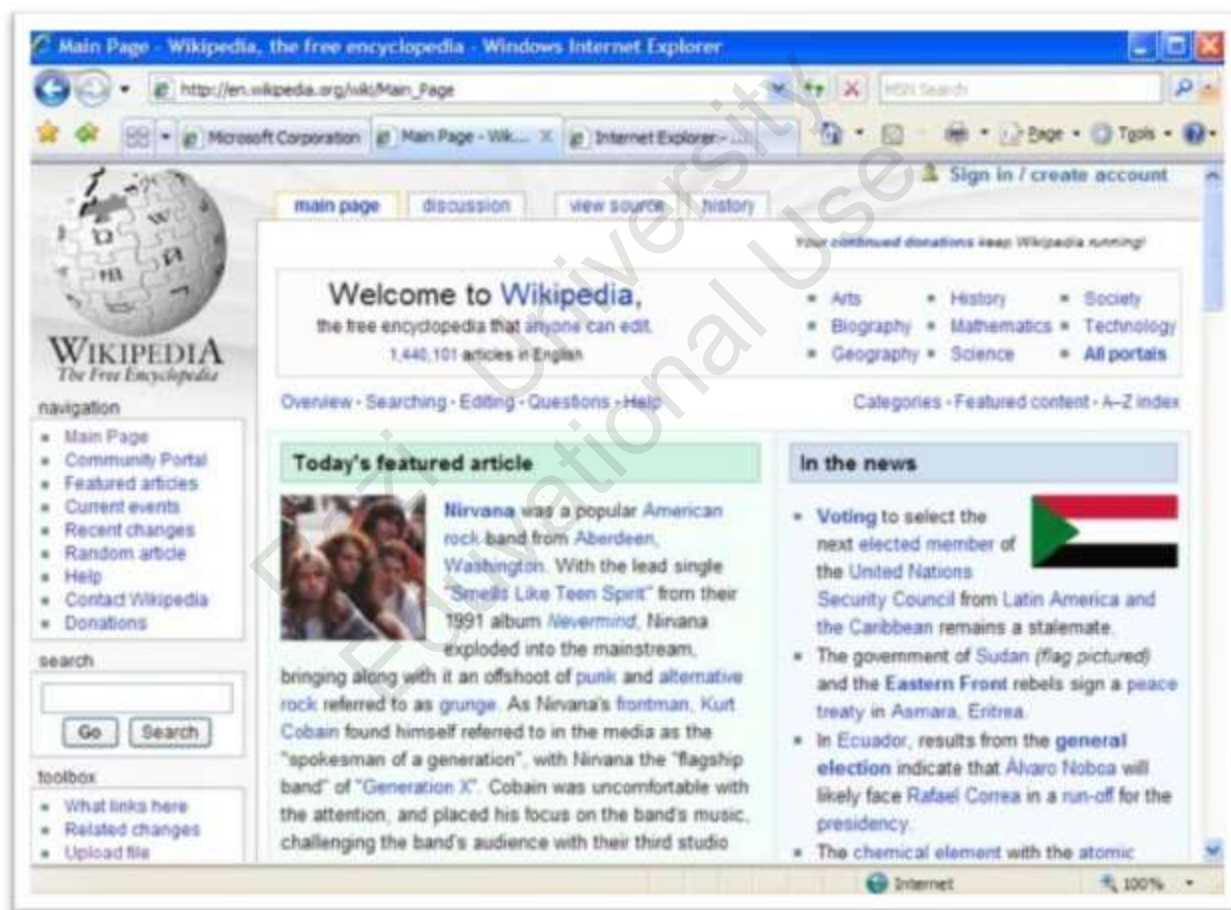 Main Page - Wikipedia, the free encyclopedia - Windows Internet Explorer
http://en.wikipedia.org/wiki/Main_Page
MSN Search
Microsoft Corporation
Main Page - Wik...
Internet Explorer - ...
Page
Tools
Sign in / create account
main page
discussion
view source
history
Your continued donations keep Wikipedia running!
WIKIPEDIA
The Free Encyclopedia
Welcome to Wikipedia,
the free encyclopedia that anyone can edit.
1,440,101 articles in English
Arts
History
Society
Biography
Mathematics
Technology
Geography
Science
All portals
Overview · Searching · Editing · Questions · Help
Categories · Featured content · A–Z index
navigation
Main Page
Community Portal
Featured articles
Current events
Recent changes
Random article
Help
Contact Wikipedia
Donations
search
Go
Search
toolbox
What links here
Related changes
Upload file
Today's featured article
Nirvana was a popular American
rock band from Aberdeen,
Washington. With the lead single
"Smells Like Teen Spirit" from their
1991 album Nevermind, Nirvana
exploded into the mainstream,
bringing along with it an offshoot of punk and alternative
rock referred to as grunge. As Nirvana's frontman, Kurt
Cobain found himself referred to in the media as the
"spokesman of a generation", with Nirvana the "flagship
band" of "Generation X". Cobain was uncomfortable with
the attention, and placed his focus on the band's music,
challenging the band's audience with their third studio
In the news
Voting to select the
next elected member of
the United Nations
Security Council from Latin America and
the Caribbean remains a stalemate.
The government of Sudan (flag pictured)
and the Eastern Front rebels sign a peace
treaty in Asmara, Eritrea.
In Ecuador, results from the general
election indicate that Álvaro Noboa will
likely face Rafael Correa in a run-off for the
presidency.
The chemical element with the atomic
Internet
100%
University
Use